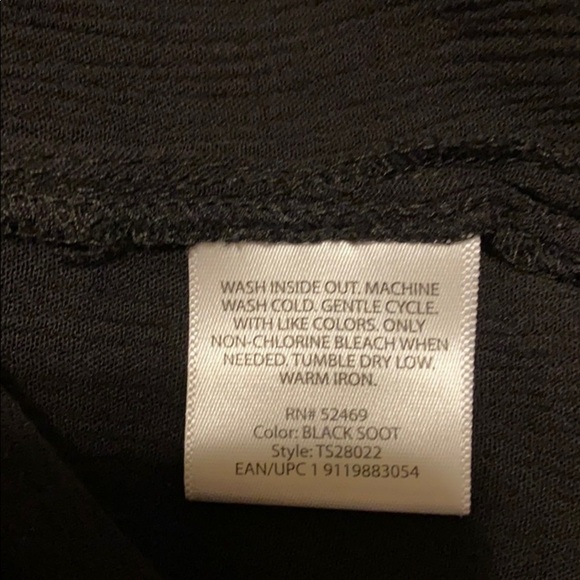 WASH INSIDE OUT. MACHINE
WASH COLD. GENTLE CYCLE.
WITH LIKE COLORS. ONLY
NON-CHLORINE BLEACH WHEN
NEEDED. TUMBLE DRY LOW.
WARM IRON.
RN# 52469
Color: BLACK SOOT
Style: TS28022
EAN/UPC 1 9119883054